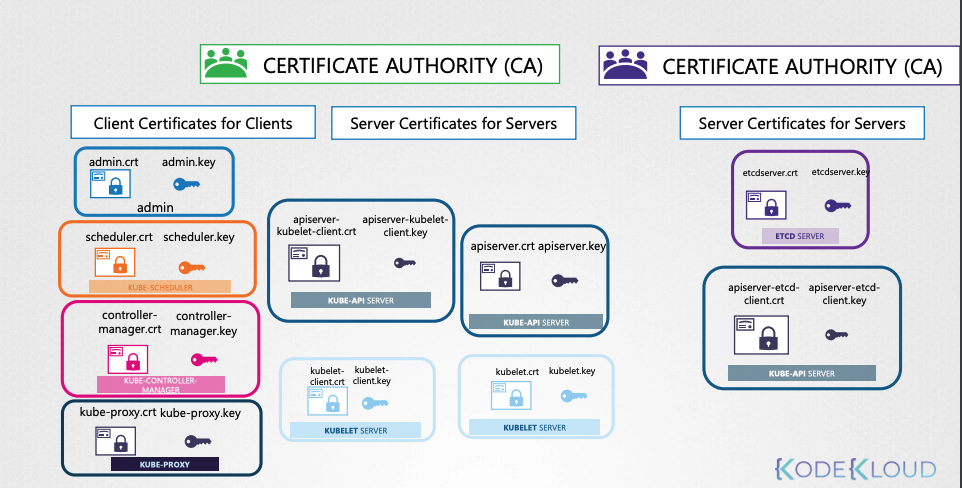 CERTIFICATE AUTHORITY (CA)
CERTIFICATE AUTHORITY (CA)
Client Certificates for Clients
Server Certificates for Servers
Server Certificates for Servers
admin.crt
admin.key
admin
scheduler.crt
scheduler.key
KUBE-SCHEDULER
controller-
manager.crt
controller-
manager.key
KUBE-CONTROLLER-
MANAGER
kube-proxy.crt
kube-proxy.key
KUBE-PROXY
apiserver-
kubelet-client.crt
apiserver-kubelet-
client.key
KUBE-API SERVER
apiserver.crt
apiserver.key
KUBE-API SERVER
kubelet-
client.crt
kubelet-
client.key
KUBELET SERVER
kubelet.crt
kubelet.key
KUBELET SERVER
etcdserver.crt
etcdserver.key
ETCD SERVER
apiserver-etcd-
client.crt
apiserver-etcd-
client.key
KUBE-API SERVER
KODEKLOUD